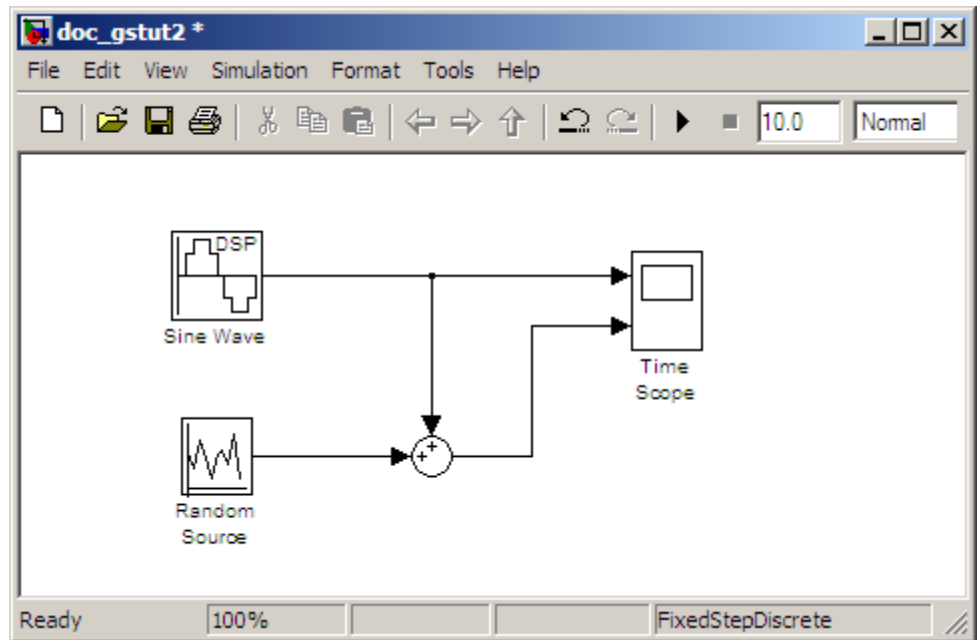 doc_gstut2 *
File Edit View Simulation Format Tools Help
10.0 Normal
DSP
Sine Wave
Time
Scope
+
+
Random
Source
Ready 100% FixedStepDiscrete